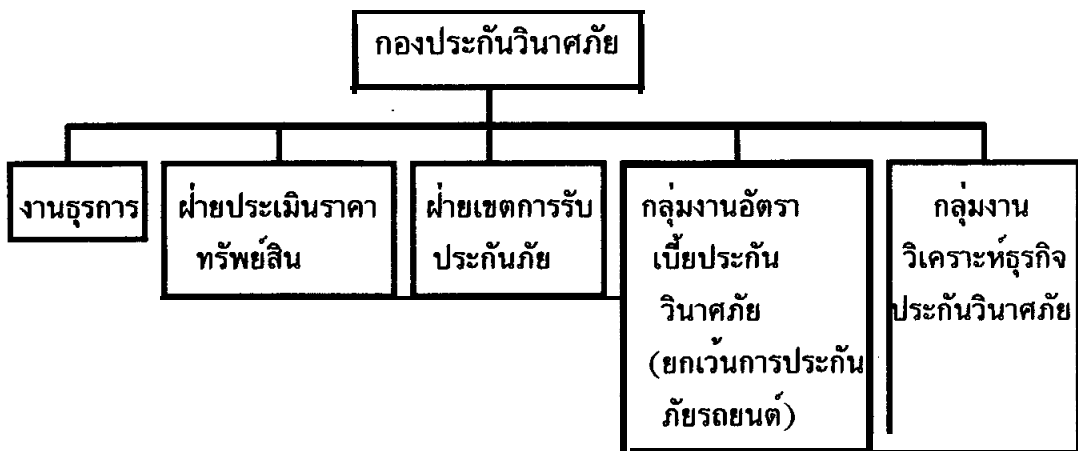 กองประกันวินาศภัย
งานธุรการ
ฝ่ายประเมินราคา
ทรัพย์สิน
ฝ่ายเขตการรับ
ประกันภัย
กลุ่มงานอัตรา
เบี้ยประกัน
วินาศภัย
(ยกเว้นการประกัน
ภัยรถยนต์)
กลุ่มงาน
วิเคราะห์ธุรกิจ
ประกันวินาศภัย